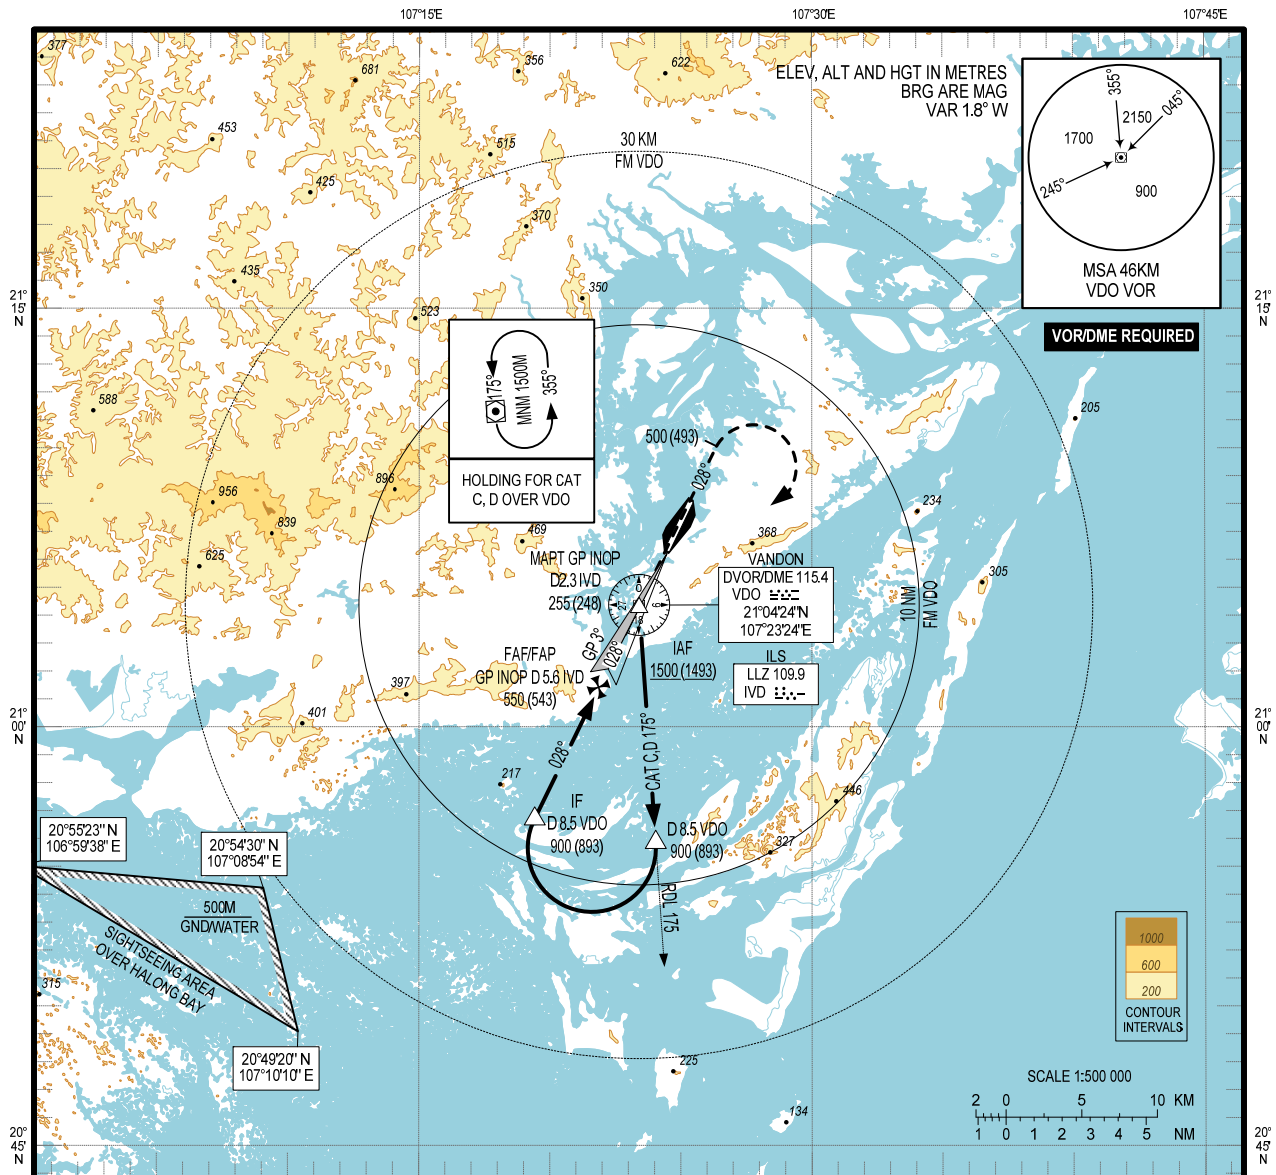 107°15'E
107°30'E
107°45'E
377
681
356
622
453
425
515
370
435
350
523
588
896
956
839
625
469
368
205
234
305
397
401
217
446
327
315
225
134
ELEV, ALT AND HGT IN METRES
BRG ARE MAG
VAR 1.8° W
355°
045°
2150
1700
245°
900
MSA 46KM
VDO VOR
VOR/DME REQUIRED
30 KM
FM VDO
21
15'
N
21
15'
N
175°
MNM 1500M
355°
HOLDING FOR CAT
C, D OVER VDO
500 (493)
028°
MAPT GP INOP
D2.3 IVD
255 (248)
VANDON
DVOR/DME 115.4
VDO
21°04'24"N
107°23'24"E
0
9
18
27
10 NM
FM VDO
GP 3°
028°
FAF/FAP
GP INOP D 5.6 IVD
550 (543)
IAF
1500 (1493)
ILS
LLZ 109.9
IVD
21
00'
N
21
00'
N
028°
CAT C,D 175°
IF
D 8.5 VDO
900 (893)
D 8.5 VDO
900 (893)
RDL 175
20°55'23" N
106°59'38" E
20°54'30" N
107°08'54" E
500M
GND/WATER
SIGHTSEEING AREA
OVER HALONG BAY
20°49'20" N
107°10'10" E
1000
600
200
CONTOUR
INTERVALS
SCALE 1:500 000
2 0 5 10 KM
1 0 1 2 3 4 5 NM
20
45'
N
20
45'
N